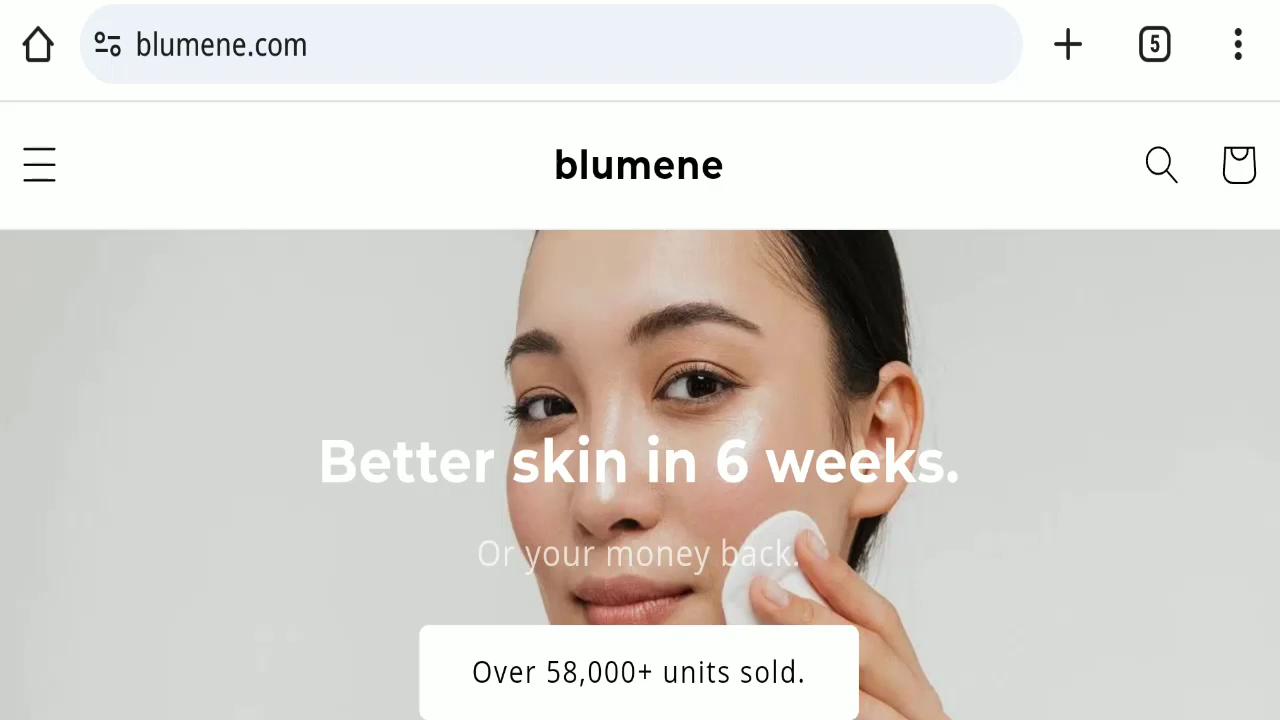 blumene.com
5
blumene
Better skin in 6 weeks.
Or your money back.
Over 58,000+ units sold.